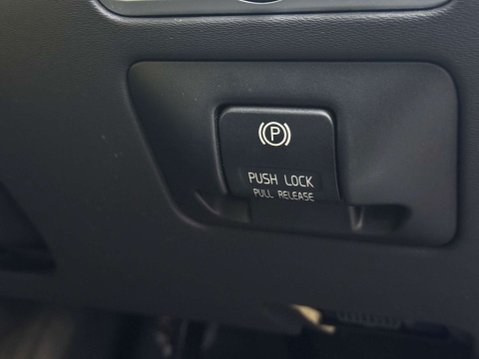 (P)
PUSH LOCK
PULL RELEASE